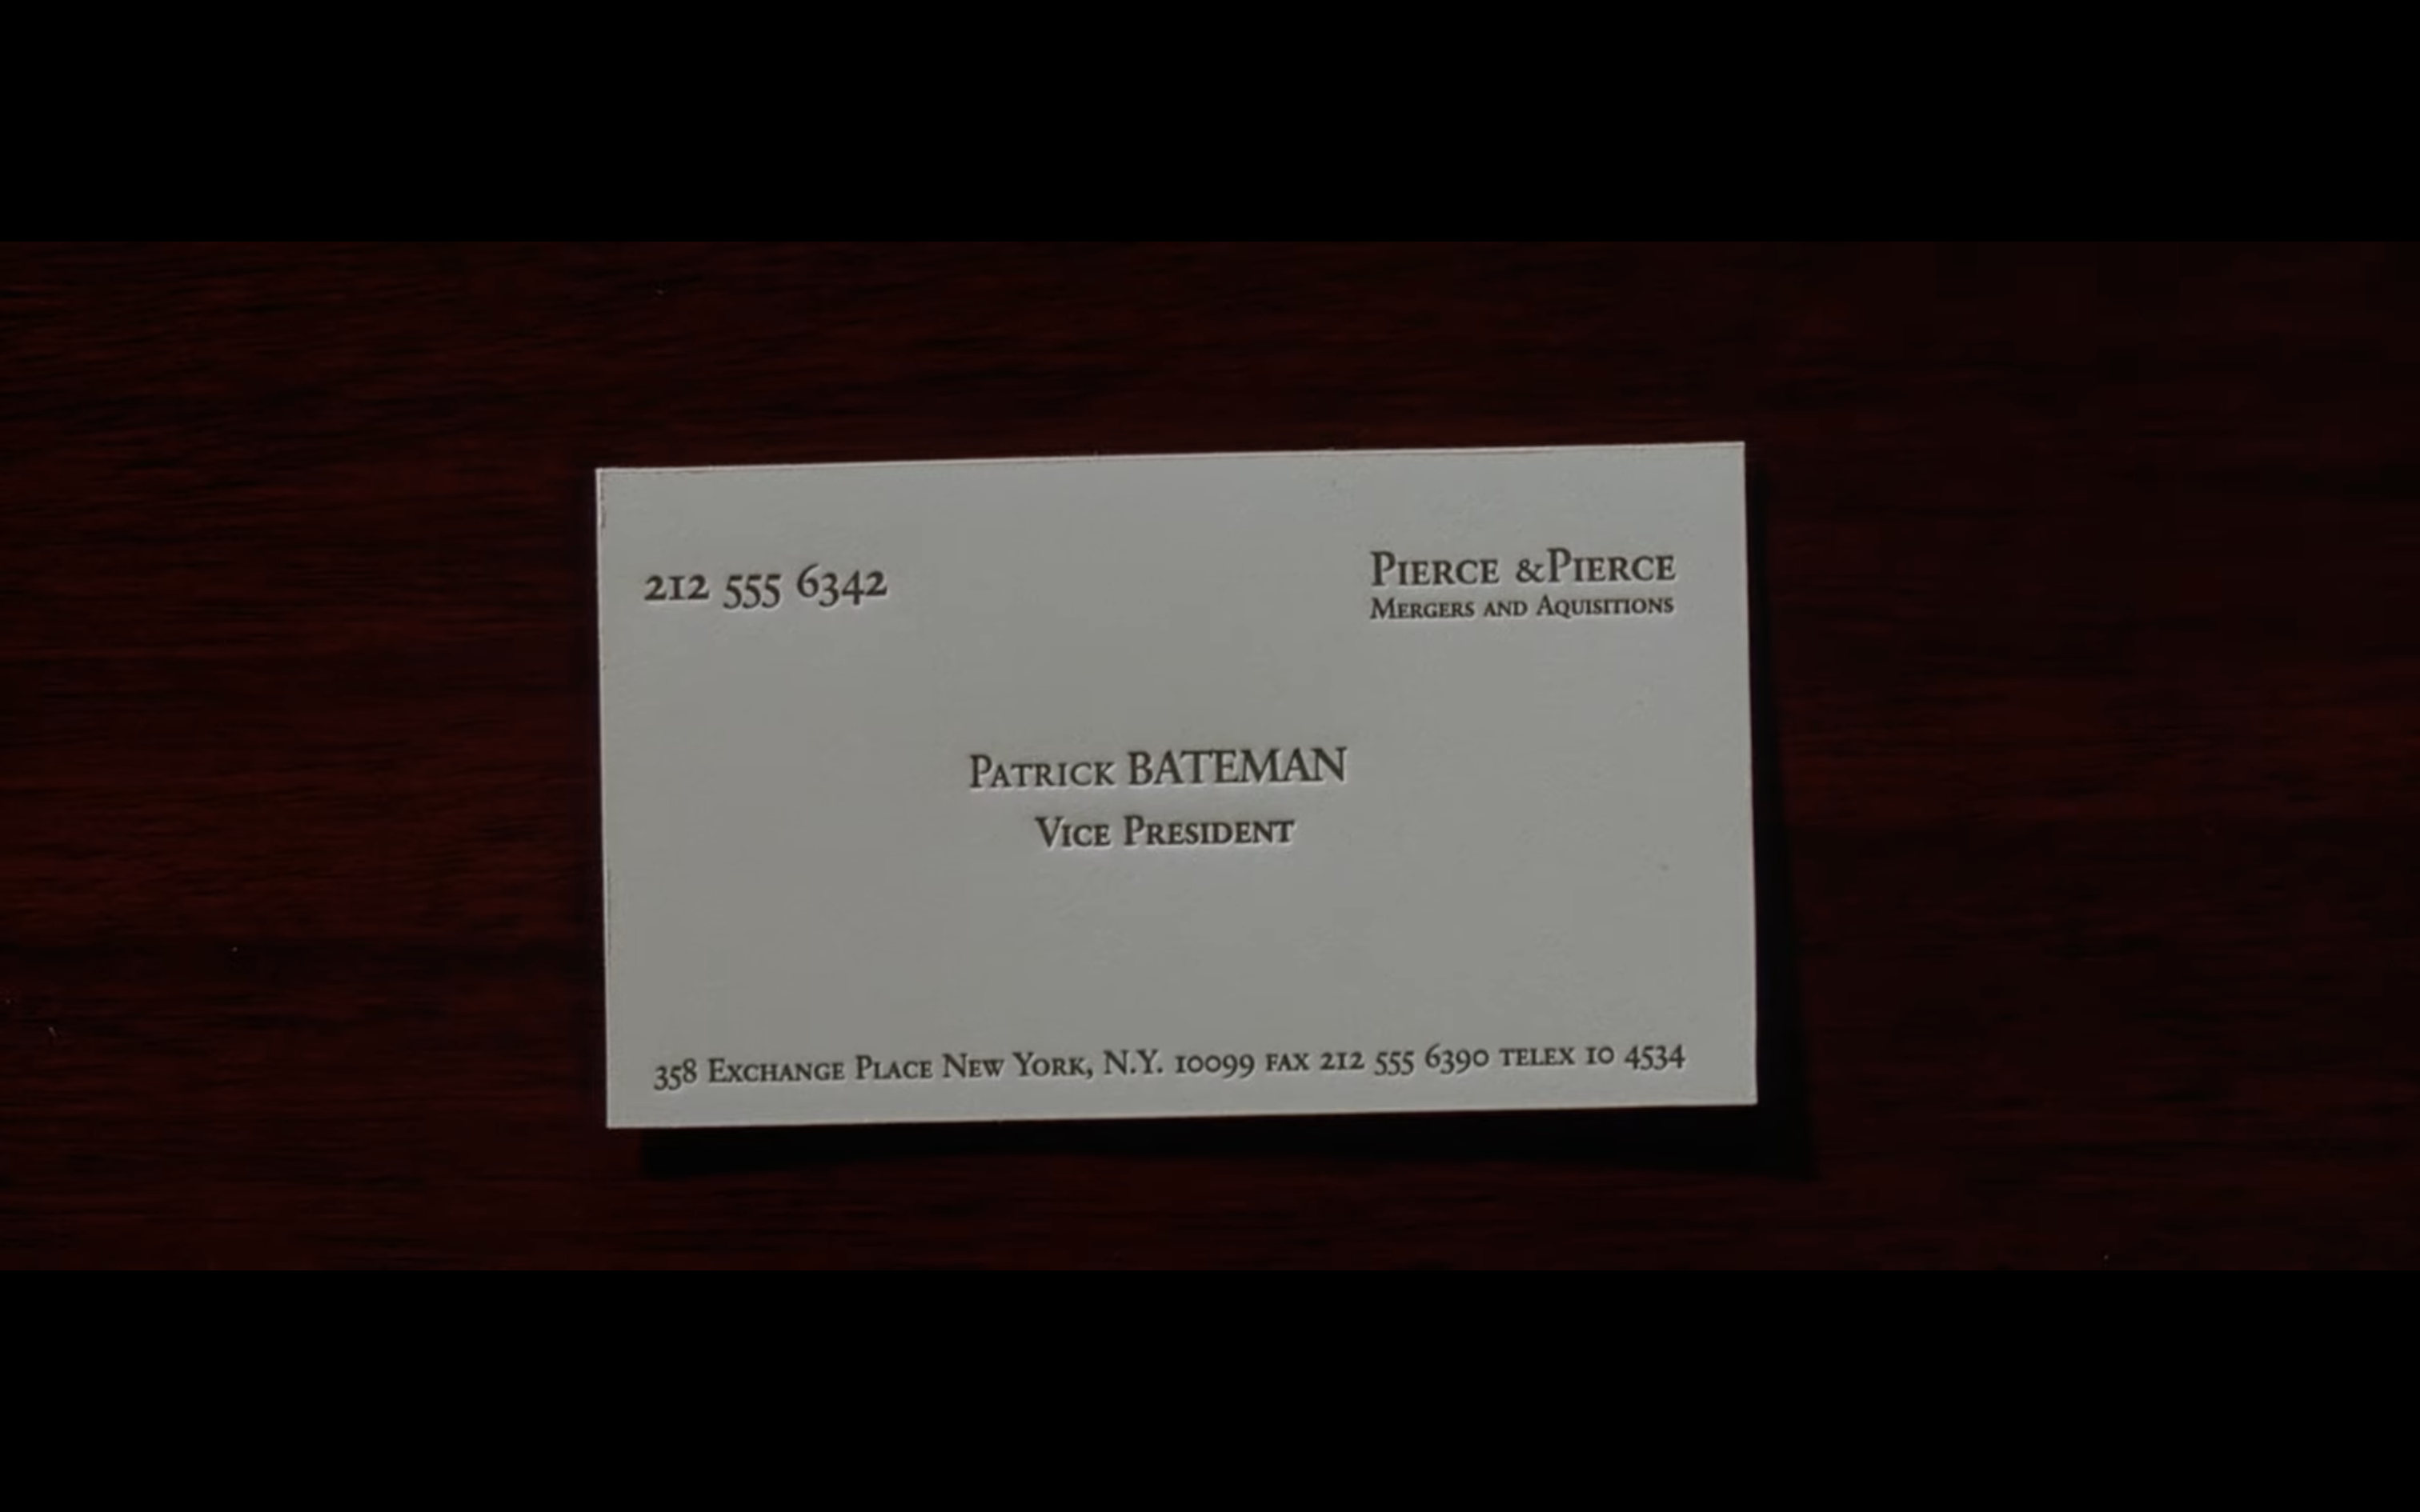 212 555 6342
Pierce &Pierce
Mergers and Aquisitions
Patrick BATEMAN
Vice President
358 Exchange Place New York, N.Y. 10099 fax 212 555 6390 telex 10 4534